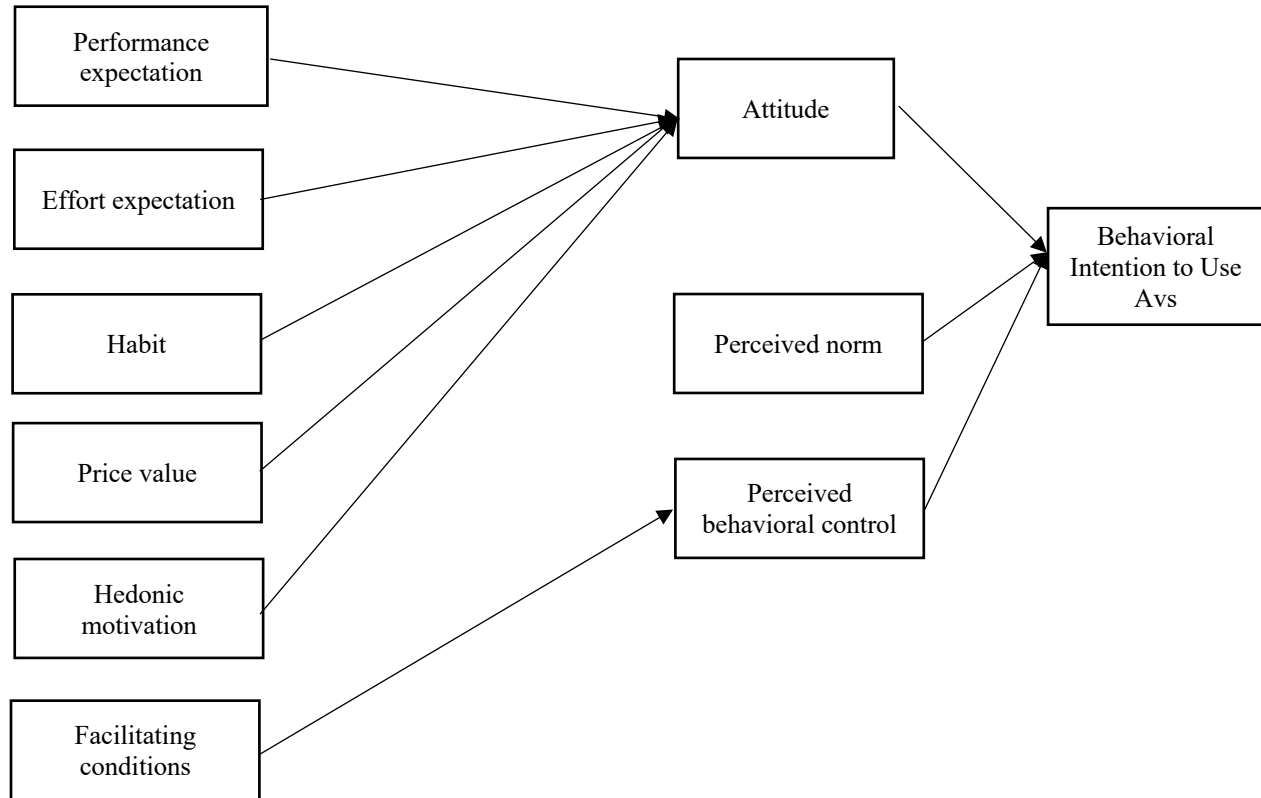 Performance
expectation
Effort expectation
Habit
Price value
Hedonic
motivation
Facilitating
conditions
Attitude
Perceived norm
Perceived
behavioral control
Behavioral
Intention to Use
Avs